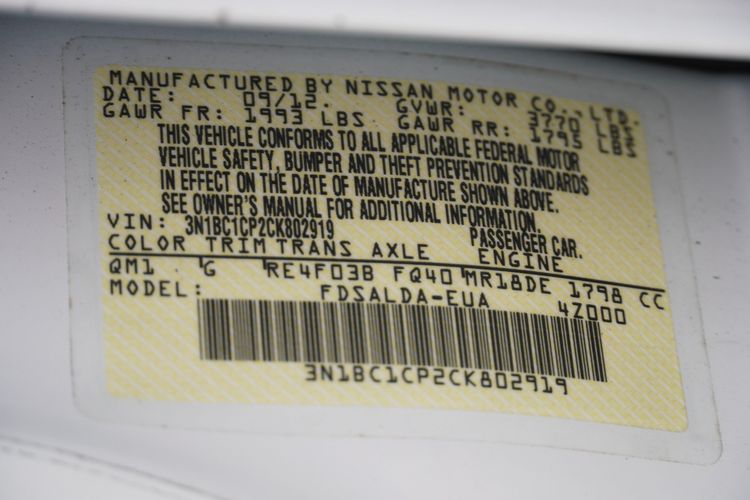 MANUFACTURED BY NISSAN MOTOR CO., LTD.
DATE: 09/12. GVWR: 3770 LBS
GAWR FR: 1993 LBS GAWR RR: 1795 LBS
THIS VEHICLE CONFORMS TO ALL APPLICABLE FEDERAL MOTOR
VEHICLE SAFETY, BUMPER AND THEFT PREVENTION STANDARDS
IN EFFECT ON THE DATE OF MANUFACTURE SHOWN ABOVE.
SEE OWNER'S MANUAL FOR ADDITIONAL INFORMATION.
VIN: 3N1BC1CP2CK802919 PASSENGER CAR.
COLOR TRIM TRANS AXLE ENGINE
QM1 G RE4F03B FQ40 MR18DE 1798 CC
MODEL: FDSALDA-EUA 4Z000
3N1BC1CP2CK802919